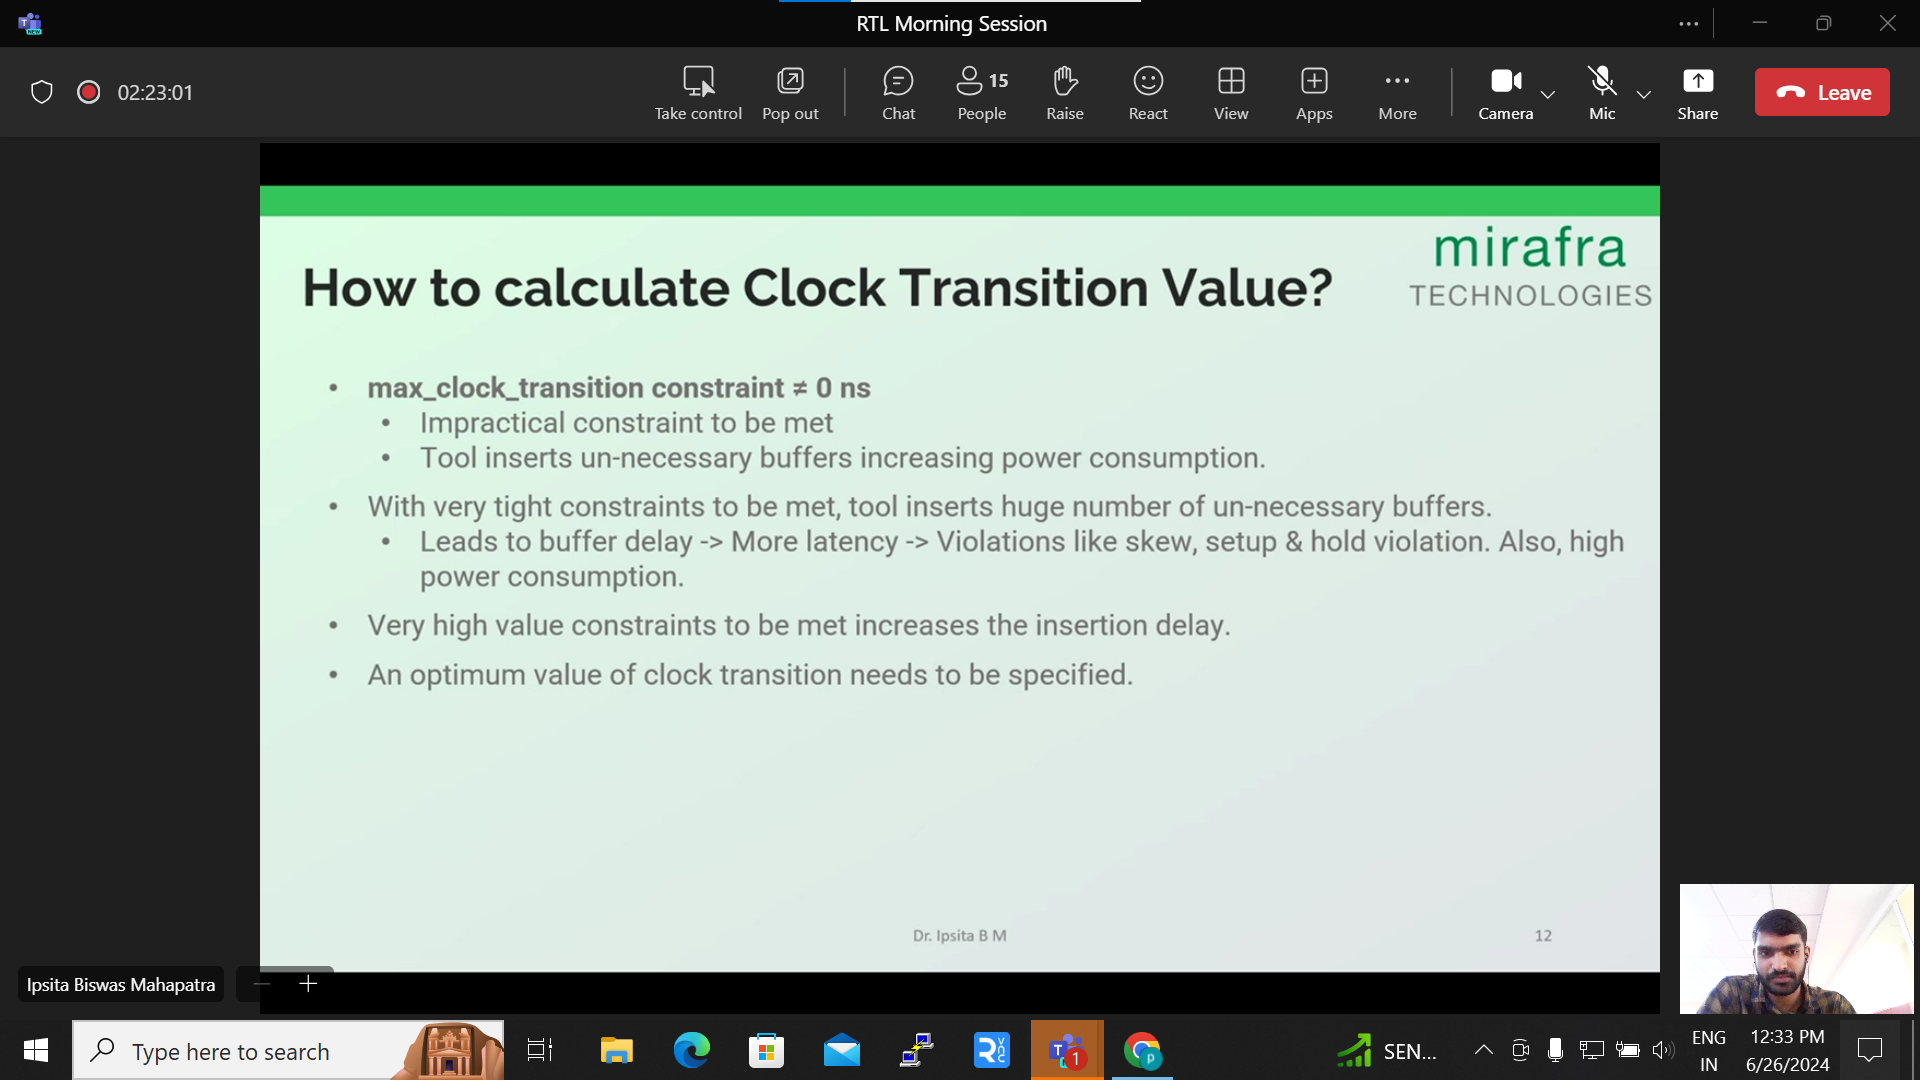 RTL Morning Session
02:23:01
Take control
Pop out
Chat
15
People
Raise
React
View
Apps
More
Camera
Mic
Share
Leave
mirafra
TECHNOLOGIES
How to calculate Clock Transition Value?
• max_clock_transition constraint ≠ 0 ns
• Impractical constraint to be met
• Tool inserts un-necessary buffers increasing power consumption.
• With very tight constraints to be met, tool inserts huge number of un-necessary buffers.
• Leads to buffer delay -> More latency -> Violations like skew, setup & hold violation. Also, high
power consumption.
• Very high value constraints to be met increases the insertion delay.
• An optimum value of clock transition needs to be specified.
Dr. Ipsita B M
12
Ipsita Biswas Mahapatra
Type here to search
1
p
SEN...
ENG
IN
12:33 PM
6/26/2024